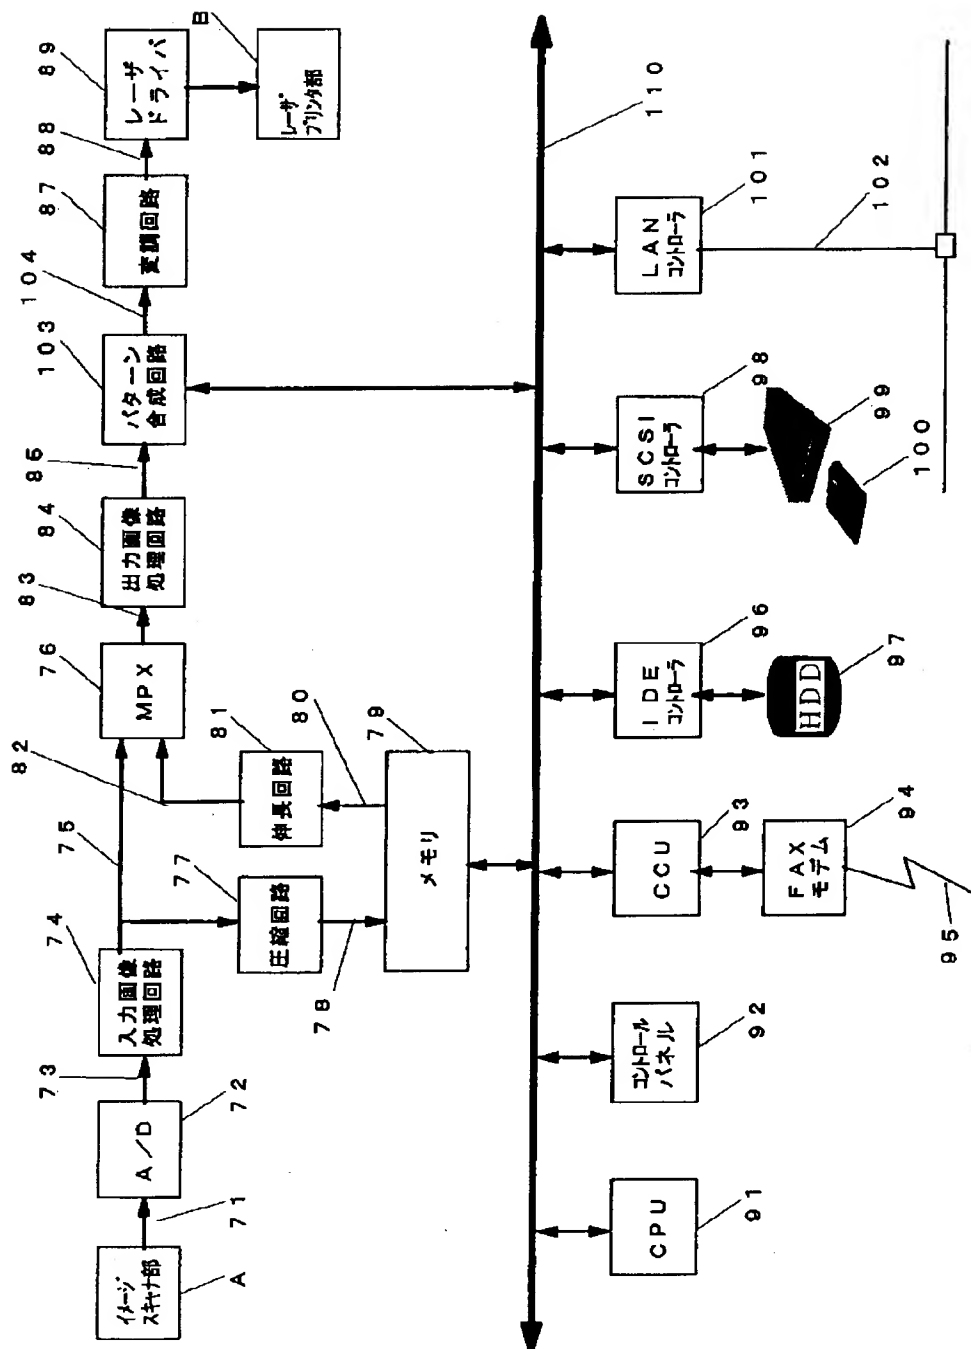 イメージ
スキャナ部
A
71
A/D
72
73
入力画像
処理回路
74
75
圧縮回路
77
78
メモリ
79
80
伸長回路
81
82
MPX
76
83
出力画像
処理回路
84
85
パターン
合成回路
103
104
変調回路
87
88
レーザ
ドライバ
89
レーザ
プリンタ部
B
110
CPU
91
コントロール
パネル
92
CCU
93
FAX
モデム
94
95
IDE
コントローラ
96
HDD
97
SCSI
コントローラ
98
99
100
LAN
コントローラ
101
102